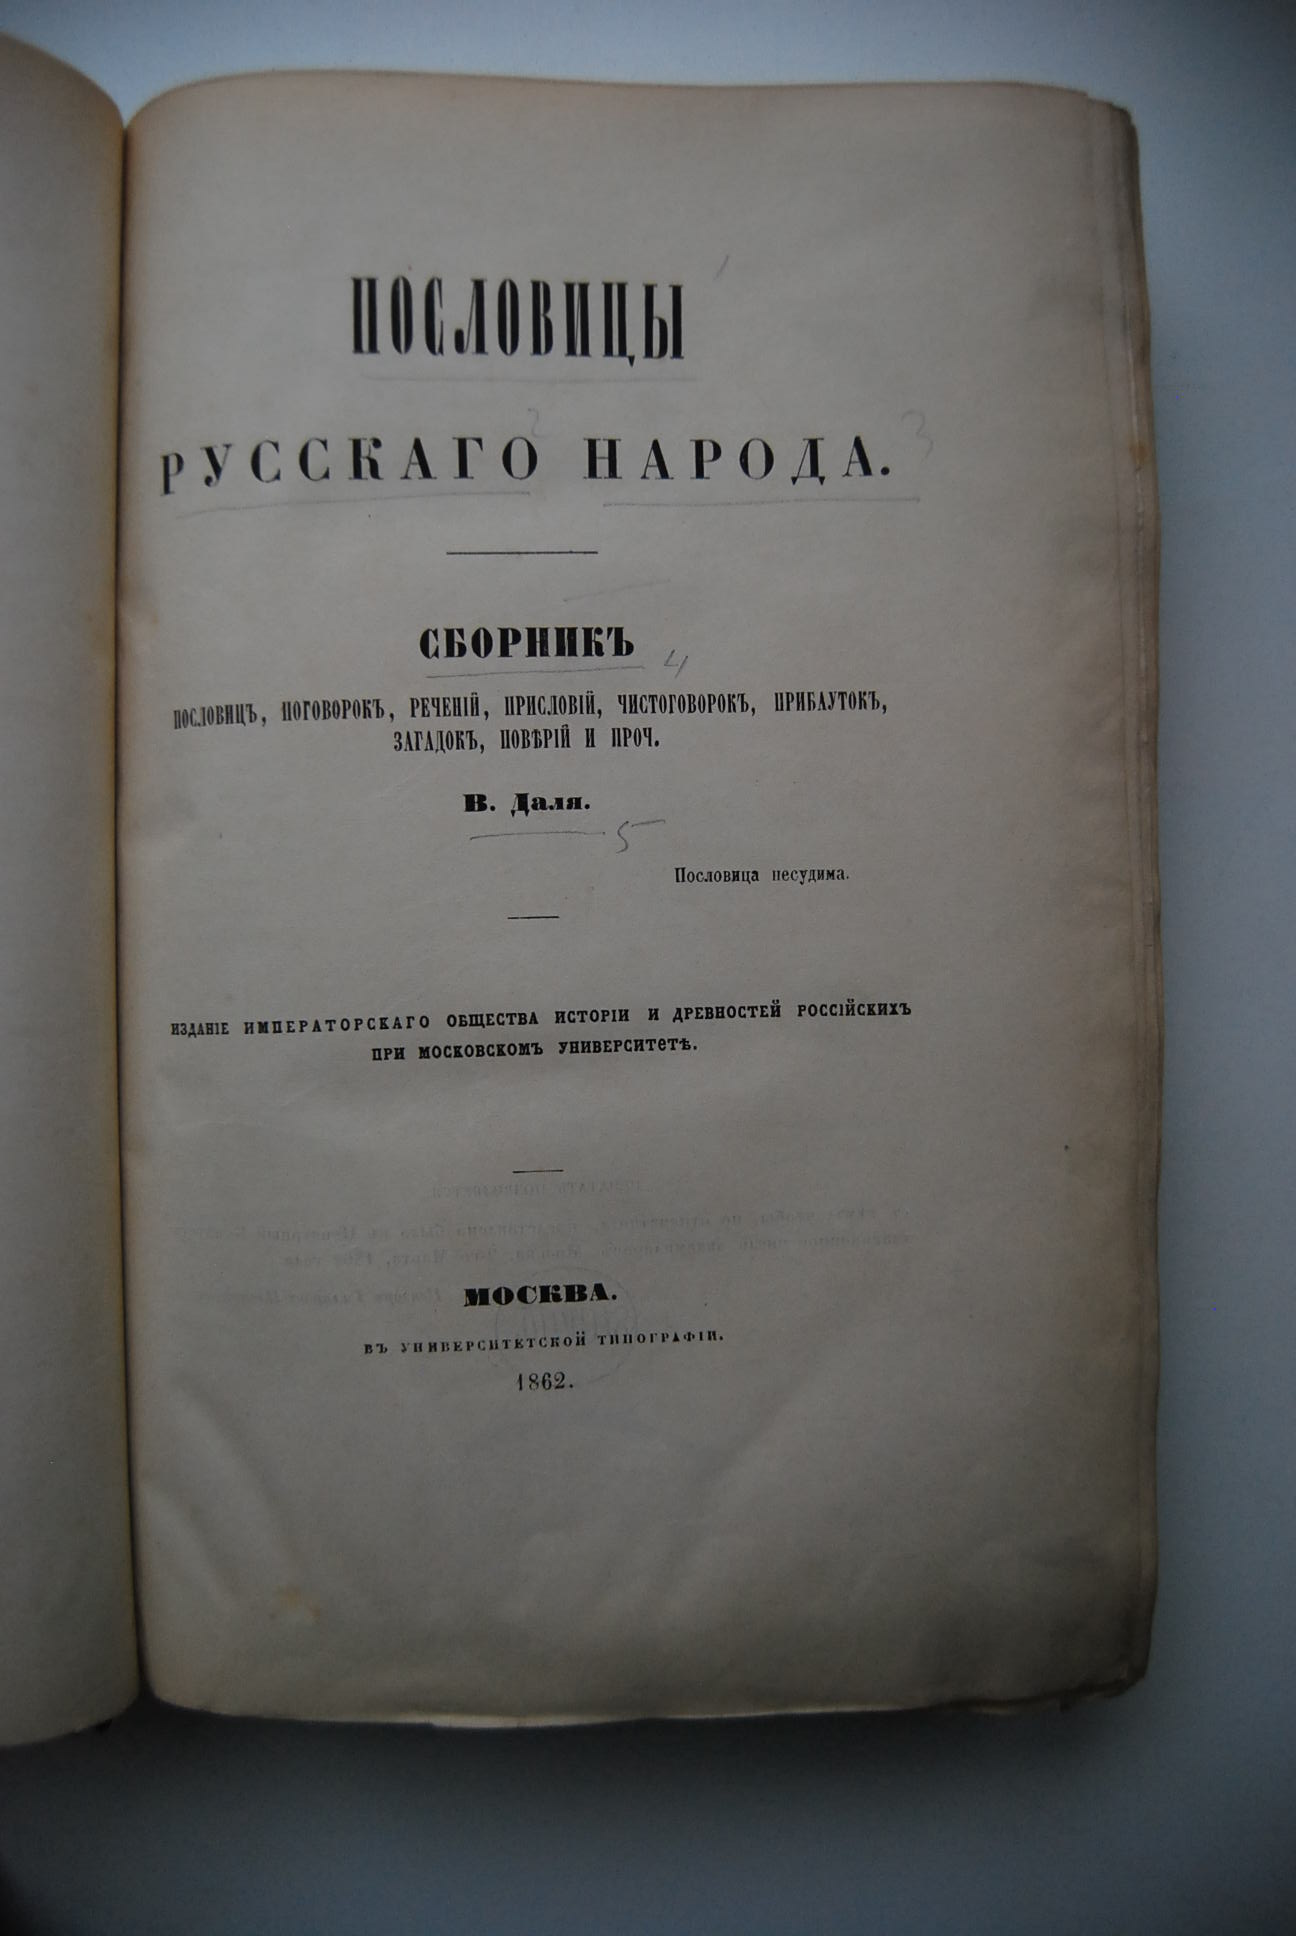 ПОСЛОВИЦЫ
РУССКАГО НАРОДА.
СБОРНИКЪ
ПОСЛОВИЦЪ, ПОГОВОРОКЪ, РЕЧЕНІЙ, ПРИСЛОВІЙ, ЧИСТОГОВОРОКЪ, ПРИБАУТОКЪ,
ЗАГАДОКЪ, ПОВѢРІЙ И ПРОЧ.
В. Даля.
Пословица несудима.
ИЗДАНІЕ ИМПЕРАТОРСКАГО ОБЩЕСТВА ИСТОРІИ И ДРЕВНОСТЕЙ РОССІЙСКИХЪ
ПРИ МОСКОВСКОМЪ УНИВЕРСИТЕТѢ.
МОСКВА.
ВЪ УНИВЕРСИТЕТСКОЙ ТИПОГРАФІИ.
1862.